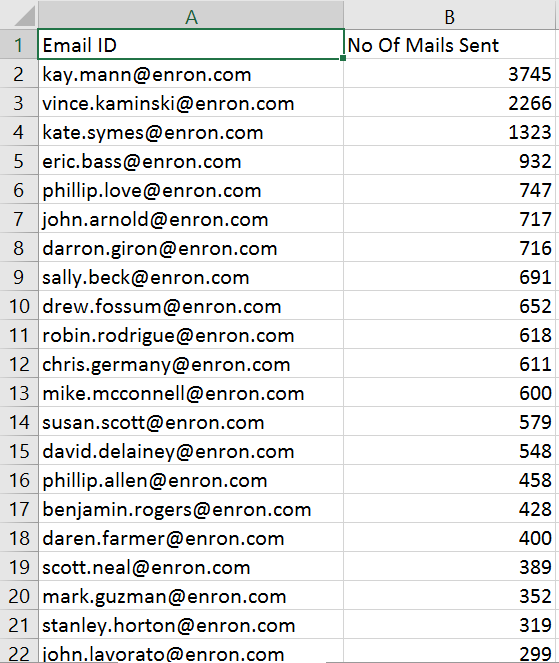 A B
1 Email ID No Of Mails Sent
2 kay.mann@enron.com 3745
3 vince.kaminski@enron.com 2266
4 kate.symes@enron.com 1323
5 eric.bass@enron.com 932
6 phillip.love@enron.com 747
7 john.arnold@enron.com 717
8 darron.giron@enron.com 716
9 sally.beck@enron.com 691
10 drew.fossum@enron.com 652
11 robin.rodrigue@enron.com 618
12 chris.germany@enron.com 611
13 mike.mcconnell@enron.com 600
14 susan.scott@enron.com 579
15 david.delainey@enron.com 548
16 phillip.allen@enron.com 458
17 benjamin.rogers@enron.com 428
18 daren.farmer@enron.com 400
19 scott.neal@enron.com 389
20 mark.guzman@enron.com 352
21 stanley.horton@enron.com 319
22 john.lavorato@enron.com 299